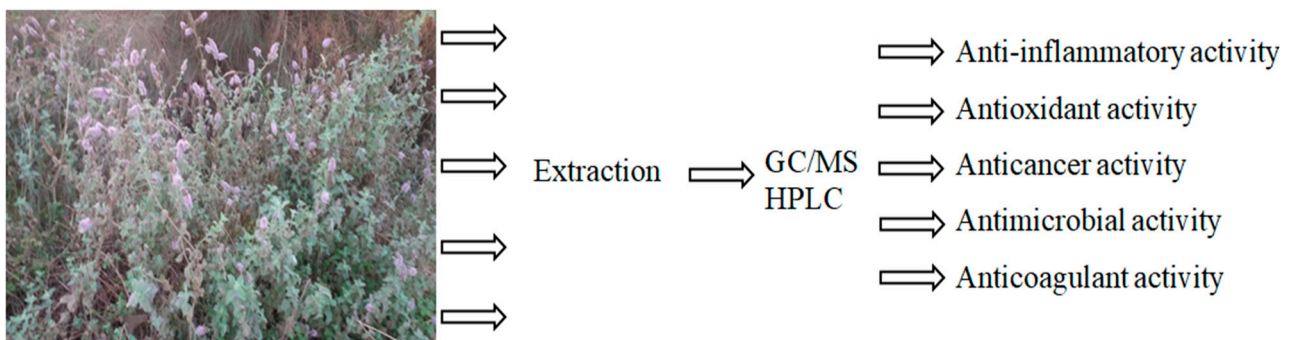 Extraction
GC/MS
HPLC
Anti-inflammatory activity
Antioxidant activity
Anticancer activity
Antimicrobial activity
Anticoagulant activity